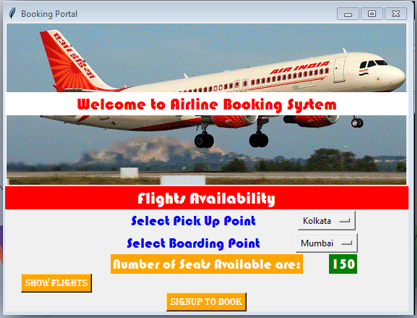 Booking Portal
AIR INDIA
Welcome to Airline Booking System
Flights Availability
Select Pick Up Point Kolkata
Select Boarding Point Mumbai
Number of Seats Available are: 150
SHOW FLIGHTS
SIGNUP TO BOOK